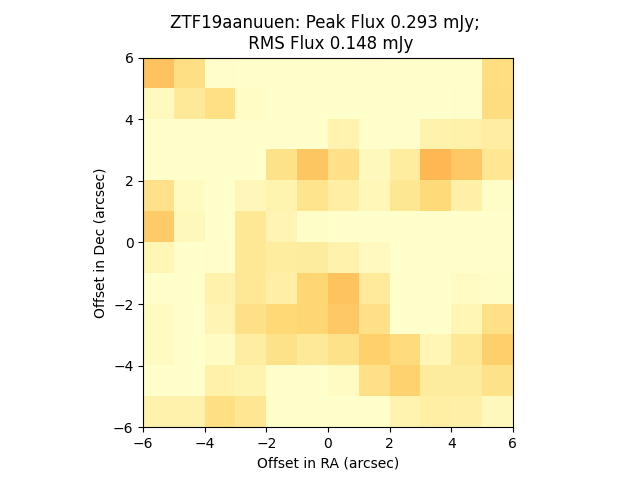 ZTF19aanuuen: Peak Flux 0.293 mJy;
RMS Flux 0.148 mJy
6
4
2
0
−2
−4
−6
Offset in Dec (arcsec)
−6 −4 −2 0 2 4 6
Offset in RA (arcsec)